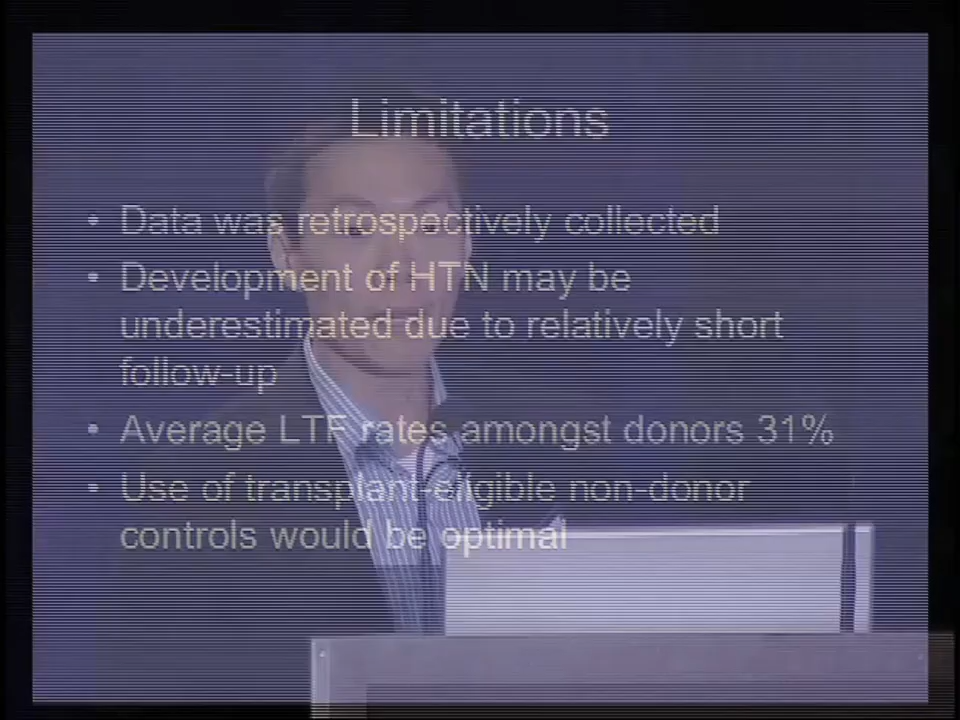 Limitations
• Data was retrospectively collected
• Development of HTN may be
underestimated due to relatively short
follow-up
• Average LTF rates amongst donors 31%
• Use of transplant-eligible non-donor
controls would be optimal